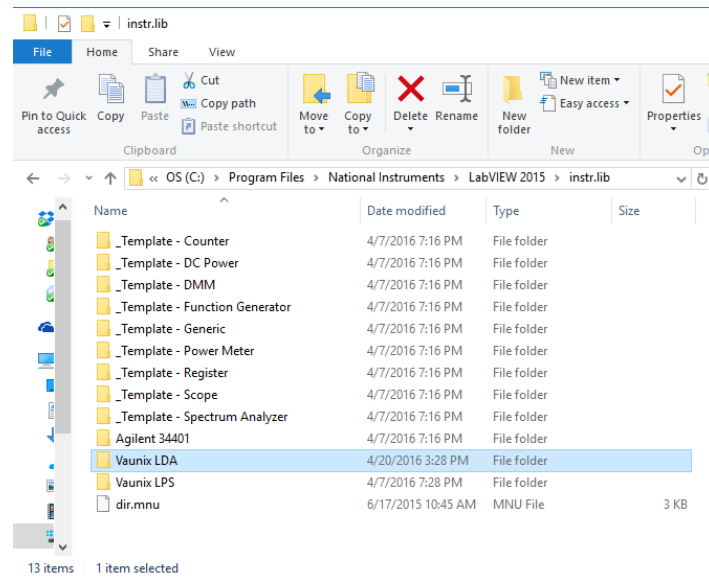 instr.lib
File Home Share View
Pin to Quick access
Copy
Paste
Cut
Copy path
Paste shortcut
Move to
Copy to
Delete
Rename
New folder
New item
Easy access
Properties
Clipboard Organize New Op
« OS (C:) > Program Files > National Instruments > LabVIEW 2015 > instr.lib
Name Date modified Type Size
_Template - Counter 4/7/2016 7:16 PM File folder
_Template - DC Power 4/7/2016 7:16 PM File folder
_Template - DMM 4/7/2016 7:16 PM File folder
_Template - Function Generator 4/7/2016 7:16 PM File folder
_Template - Generic 4/7/2016 7:16 PM File folder
_Template - Power Meter 4/7/2016 7:16 PM File folder
_Template - Register 4/7/2016 7:16 PM File folder
_Template - Scope 4/7/2016 7:16 PM File folder
_Template - Spectrum Analyzer 4/7/2016 7:16 PM File folder
Agilent 34401 4/7/2016 7:16 PM File folder
Vaunix LDA 4/20/2016 3:28 PM File folder
Vaunix LPS 4/7/2016 7:28 PM File folder
dir.mnu 6/17/2015 10:45 AM MNU File 3 KB
13 items 1 item selected